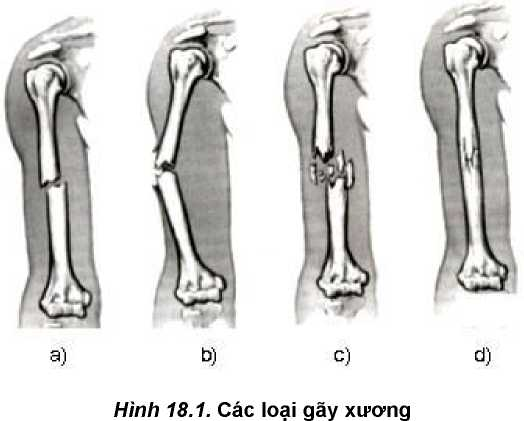 a) b) c) d)
Hình 18.1. Các loại gãy xương